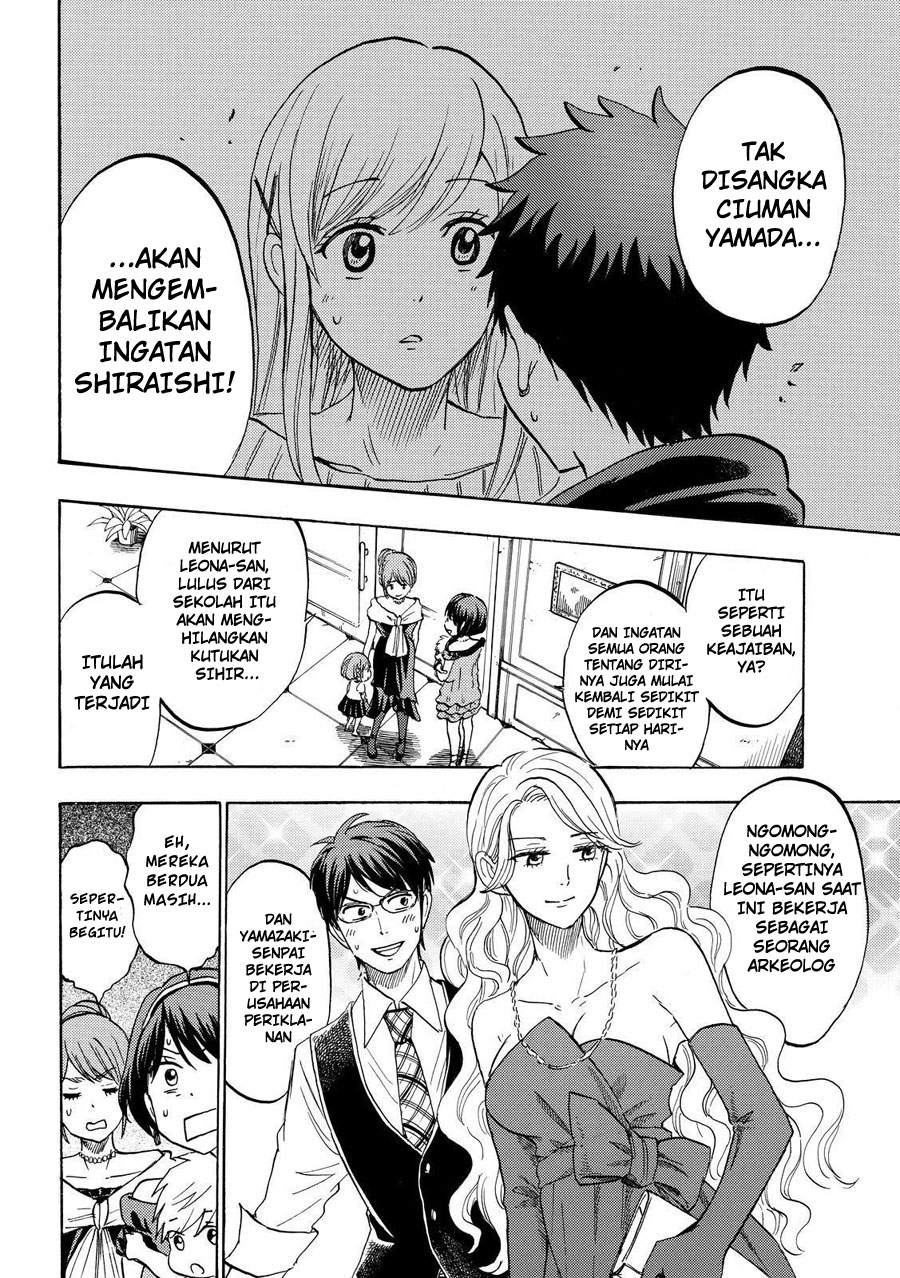 TAK
DISANGKA
CIUMAN
YAMADA...
...AKAN
MENGEM-
BALIKAN
INGATAN
SHIRAISHI!
ITU
SEPERTI
SEBUAH
KEAJAIBAN,
YA?
DAN INGATAN
SEMUA ORANG
TENTANG DIRI-
NYA JUGA MULAI
KEMBALI SEDIKIT
DEMI SEDIKIT
SETIAP HARI-
NYA
MENURUT
LEONA-SAN,
LULUS DARI
SEKOLAH ITU
AKAN MENG-
HILANGKAN
KUTUKAN
SIHIR...
ITULAH
YANG
TERJADI
NGOMONG-
NGOMONG,
SEPERTINYA
LEONA-SAN SAAT
INI BEKERJA
SEBAGAI
SEORANG
ARKEOLOG
DAN
YAMAZAKI-
SENPAI
BEKERJA
DI PER-
USAHAAN
PERIKLA-
NAN
EH,
MEREKA
BERDUA
MASIH...
SEPER-
TINYA
BEGITU!